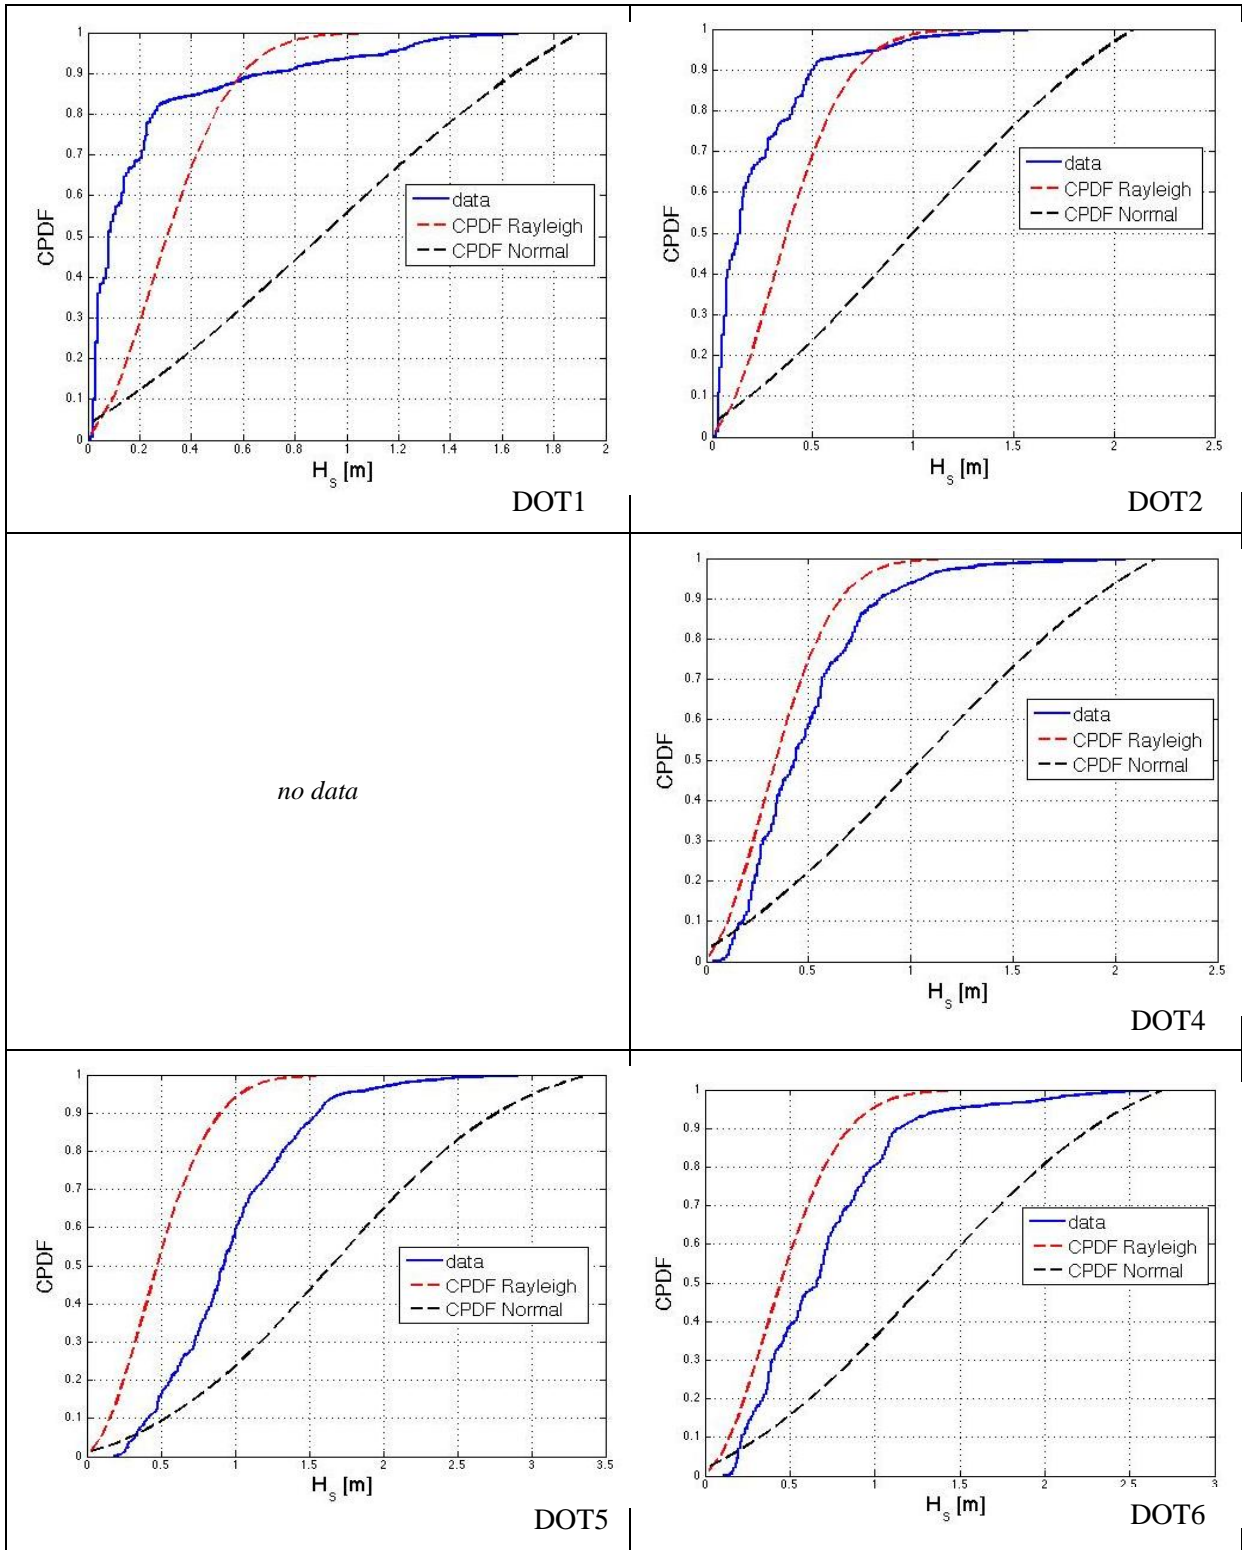 1
0.9
0.8
0.7
0.6
0.5
0.4
0.3
0.2
0.1
0
CPDF
data
CPDF Rayleigh
CPDF Normal
0 0.2 0.4 0.6 0.8 1 1.2 1.4 1.6 1.8 2
H_s [m]
DOT1
1
0.9
0.8
0.7
0.6
0.5
0.4
0.3
0.2
0.1
0
CPDF
data
CPDF Rayleigh
CPDF Normal
0 0.5 1 1.5 2 2.5
H_s [m]
DOT2
no data
1
0.9
0.8
0.7
0.6
0.5
0.4
0.3
0.2
0.1
0
CPDF
data
CPDF Rayleigh
CPDF Normal
0 0.5 1 1.5 2 2.5
H_s [m]
DOT4
1
0.9
0.8
0.7
0.6
0.5
0.4
0.3
0.2
0.1
0
CPDF
data
CPDF Rayleigh
CPDF Normal
0 0.5 1 1.5 2 2.5 3 3.5
H_s [m]
DOT5
1
0.9
0.8
0.7
0.6
0.5
0.4
0.3
0.2
0.1
0
CPDF
data
CPDF Rayleigh
CPDF Normal
0 0.5 1 1.5 2 2.5 3
H_s [m]
DOT6